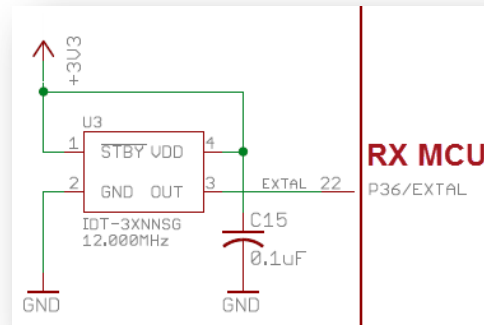 +3V3
U3
1 STBY VDD 4
2 GND OUT 3 EXTAL 22
IDT-3XNNSG
12.000MHz
C15
0.1uF
GND GND
RX MCU
P36/EXTAL